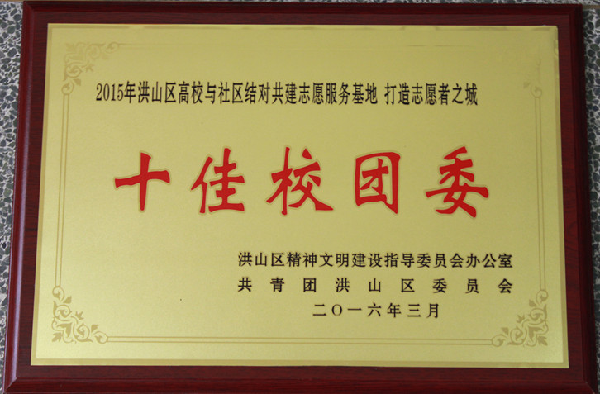 2015年洪山区高校与社区结对共建志愿服务基地 打造志愿者之城
十佳校团委
洪山区精神文明建设指导委员会办公室
共青团洪山区委员会
二〇一六年三月